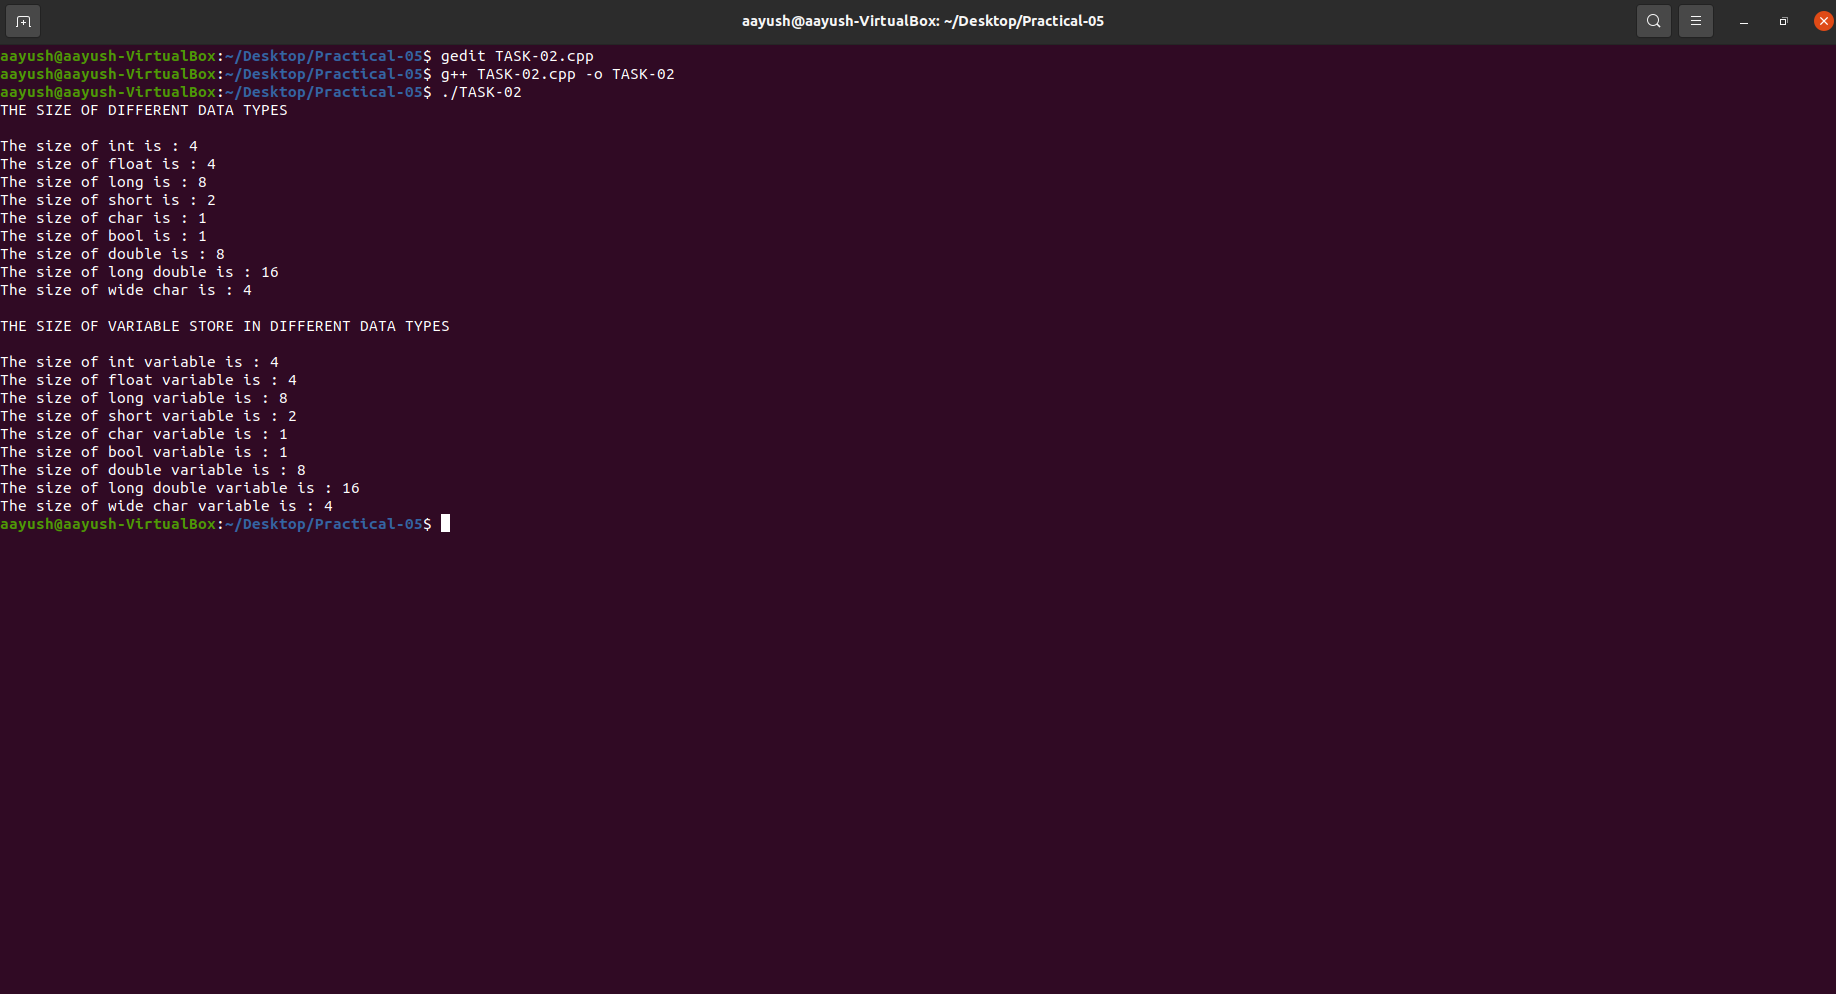 aayush@aayush-VirtualBox: ~/Desktop/Practical-05
aayush@aayush-VirtualBox:~/Desktop/Practical-05$ gedit TASK-02.cpp
aayush@aayush-VirtualBox:~/Desktop/Practical-05$ g++ TASK-02.cpp -o TASK-02
aayush@aayush-VirtualBox:~/Desktop/Practical-05$ ./TASK-02
THE SIZE OF DIFFERENT DATA TYPES

The size of int is : 4
The size of float is : 4
The size of long is : 8
The size of short is : 2
The size of char is : 1
The size of bool is : 1
The size of double is : 8
The size of long double is : 16
The size of wide char is : 4

THE SIZE OF VARIABLE STORE IN DIFFERENT DATA TYPES

The size of int variable is : 4
The size of float variable is : 4
The size of long variable is : 8
The size of short variable is : 2
The size of char variable is : 1
The size of bool variable is : 1
The size of double variable is : 8
The size of long double variable is : 16
The size of wide char variable is : 4
aayush@aayush-VirtualBox:~/Desktop/Practical-05$